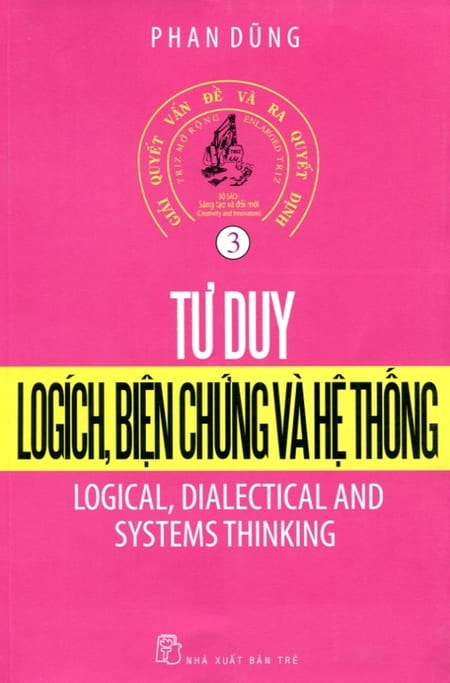 PHAN DŨNG
GIẢI QUYẾT VẤN ĐỀ VÀ RA QUYẾT ĐỊNH
TRIZ MỞ RỘNG
ENLARGED TRIZ
TRIZ
BỘ SÁCH
Sáng tạo và đổi mới
(Creativity and Innovation)
3
TƯ DUY
LOGÍCH, BIỆN CHỨNG VÀ HỆ THỐNG
LOGICAL, DIALECTICAL AND
SYSTEMS THINKING
NHÀ XUẤT BẢN TRẺ